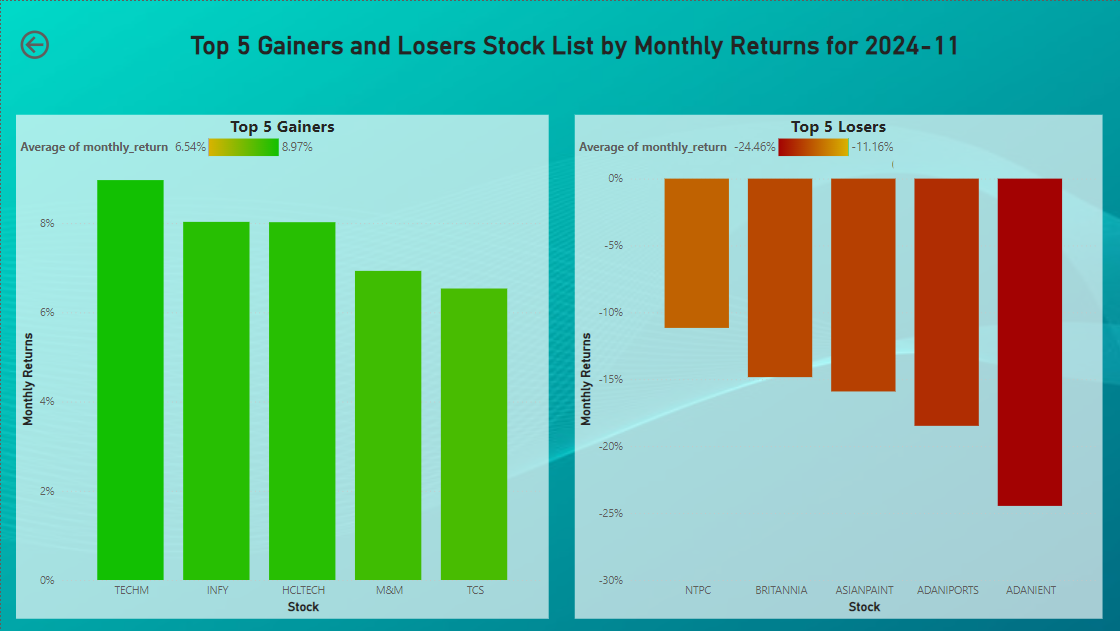 Top 5 Gainers and Losers Stock List by Monthly Returns for 2024-11
Top 5 Gainers
Average of monthly_return 6.54% 8.97%
8%
6%
4%
2%
0%
Monthly Returns
TECHM INFY HCLTECH M&M TCS
Stock
Top 5 Losers
Average of monthly_return -24.46% -11.16%
0%
-5%
-10%
-15%
-20%
-25%
-30%
Monthly Returns
NTPC BRITANNIA ASIANPAINT ADANIPORTS ADANIENT
Stock